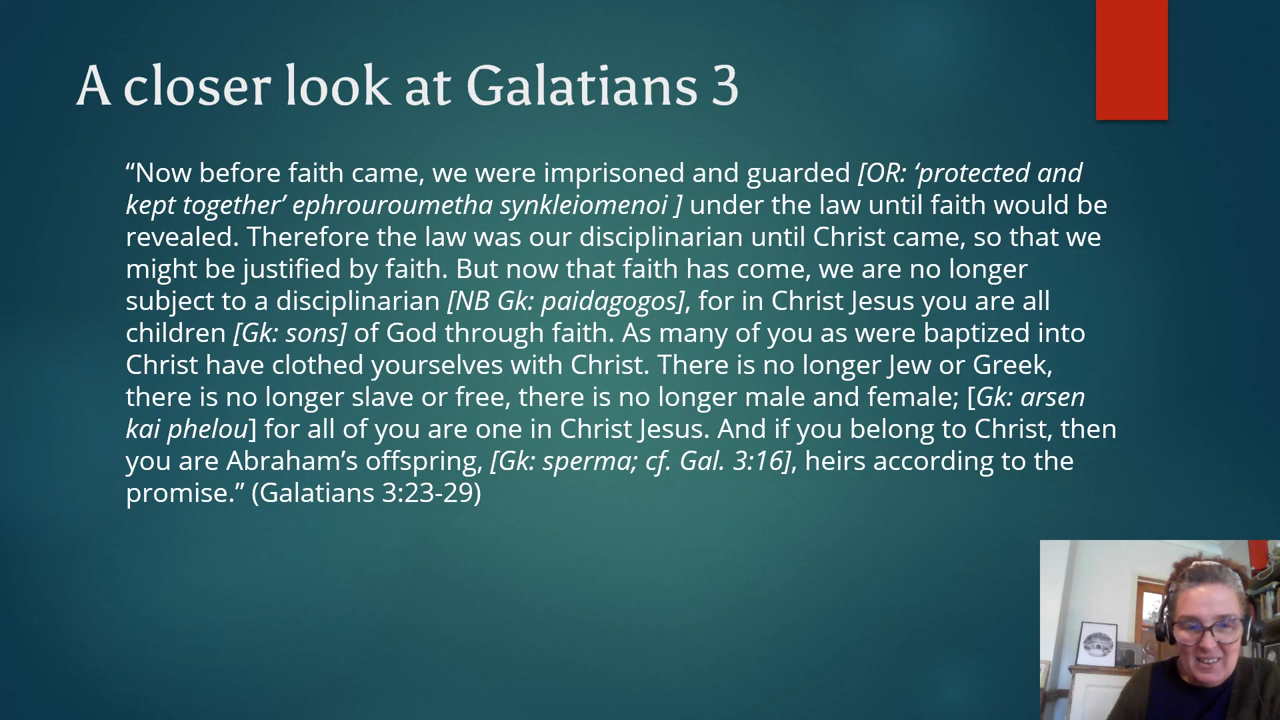 A closer look at Galatians 3
“Now before faith came, we were imprisoned and guarded [OR: ‘protected and
kept together’ ephrouroumetha synkleiomenoi ] under the law until faith would be
revealed. Therefore the law was our disciplinarian until Christ came, so that we
might be justified by faith. But now that faith has come, we are no longer
subject to a disciplinarian [NB Gk: paidagogos], for in Christ Jesus you are all
children [Gk: sons] of God through faith. As many of you as were baptized into
Christ have clothed yourselves with Christ. There is no longer Jew or Greek,
there is no longer slave or free, there is no longer male and female; [Gk: arsen
kai phelou] for all of you are one in Christ Jesus. And if you belong to Christ, then
you are Abraham’s offspring, [Gk: sperma; cf. Gal. 3:16], heirs according to the
promise.” (Galatians 3:23-29)